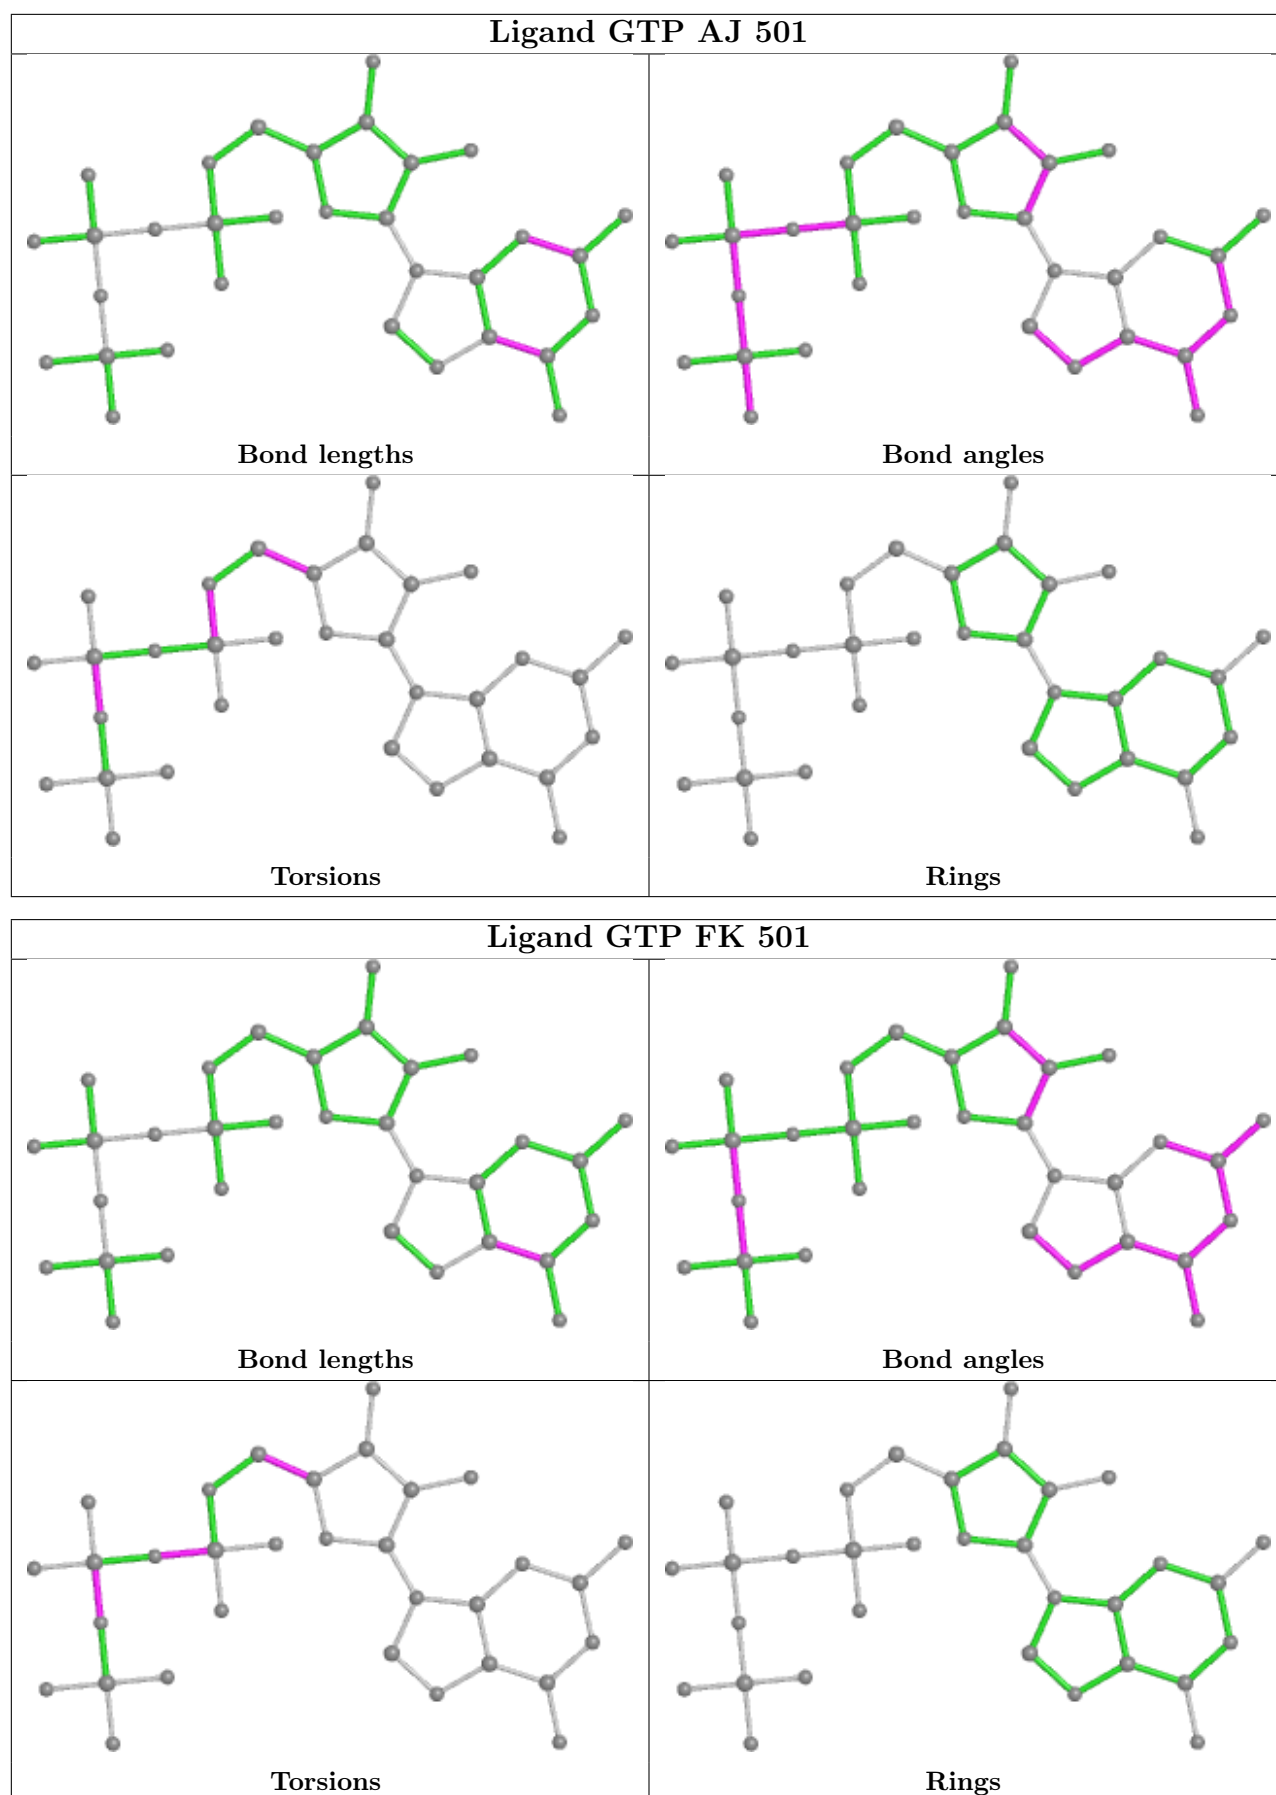 Ligand GTP AJ 501
Bond lengths
Bond angles
Torsions
Rings
Ligand GTP FK 501
Bond lengths
Bond angles
Torsions
Rings